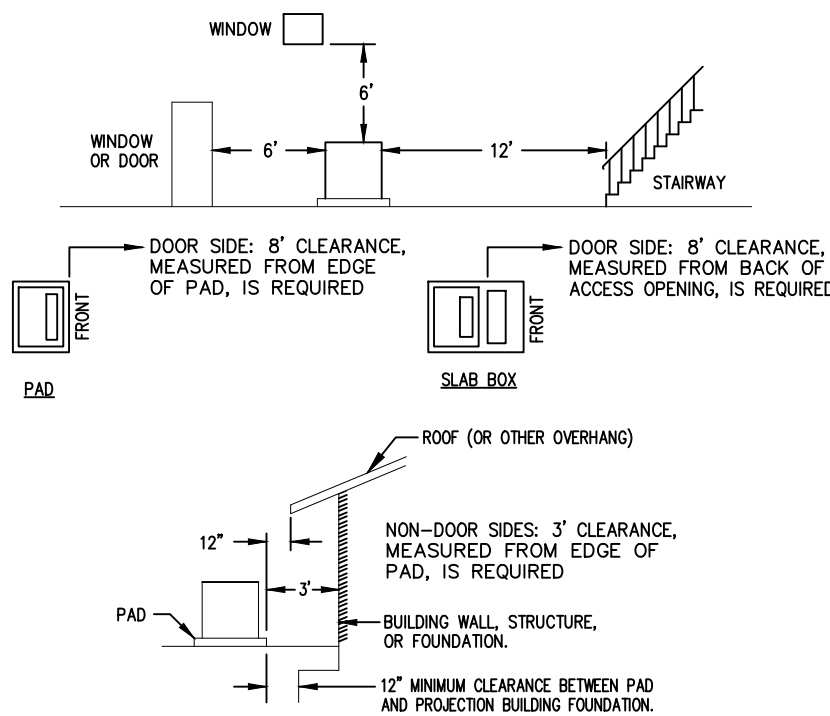 WINDOW
6'
WINDOW
OR DOOR
6'
12'
STAIRWAY
DOOR SIDE: 8' CLEARANCE,
MEASURED FROM EDGE
OF PAD, IS REQUIRED
FRONT
PAD
DOOR SIDE: 8' CLEARANCE,
MEASURED FROM BACK OF
ACCESS OPENING, IS REQUIRED
FRONT
SLAB BOX
ROOF (OR OTHER OVERHANG)
12"
NON-DOOR SIDES: 3' CLEARANCE,
MEASURED FROM EDGE OF
PAD, IS REQUIRED
3'
PAD
BUILDING WALL, STRUCTURE,
OR FOUNDATION.
12" MINIMUM CLEARANCE BETWEEN PAD
AND PROJECTION BUILDING FOUNDATION.